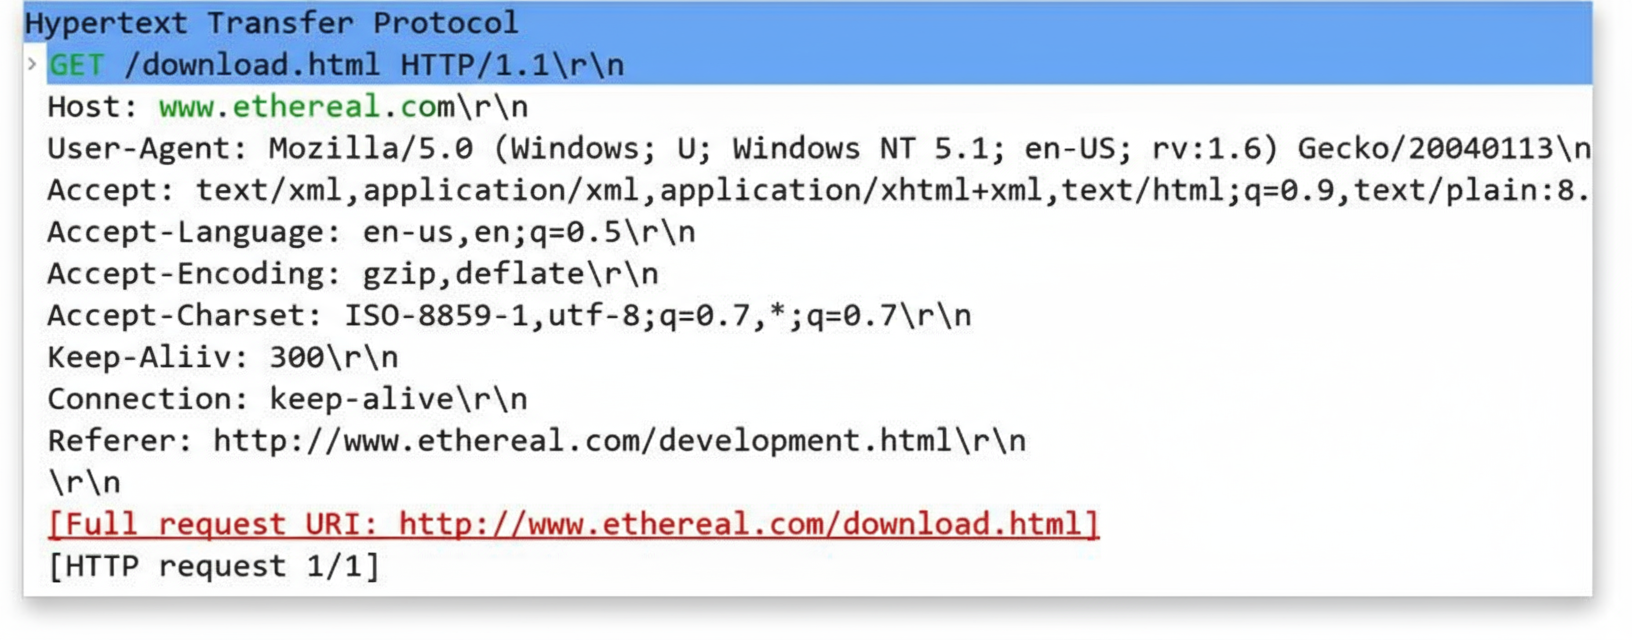 Hypertext Transfer Protocol
GET /download.html HTTP/1.1\r\n
Host: www.ethereal.com\r\n
User-Agent: Mozilla/5.0 (Windows; U; Windows NT 5.1; en-US; rv:1.6) Gecko/20040113\n
Accept: text/xml,application/xml,application/xhtml+xml,text/html;q=0.9,text/plain:8.
Accept-Language: en-us,en;q=0.5\r\n
Accept-Encoding: gzip,deflate\r\n
Accept-Charset: ISO-8859-1,utf-8;q=0.7,*;q=0.7\r\n
Keep-Aliiv: 300\r\n
Connection: keep-alive\r\n
Referer: http://www.ethereal.com/development.html\r\n
\r\n
[Full request URI: http://www.ethereal.com/download.html]
[HTTP request 1/1]